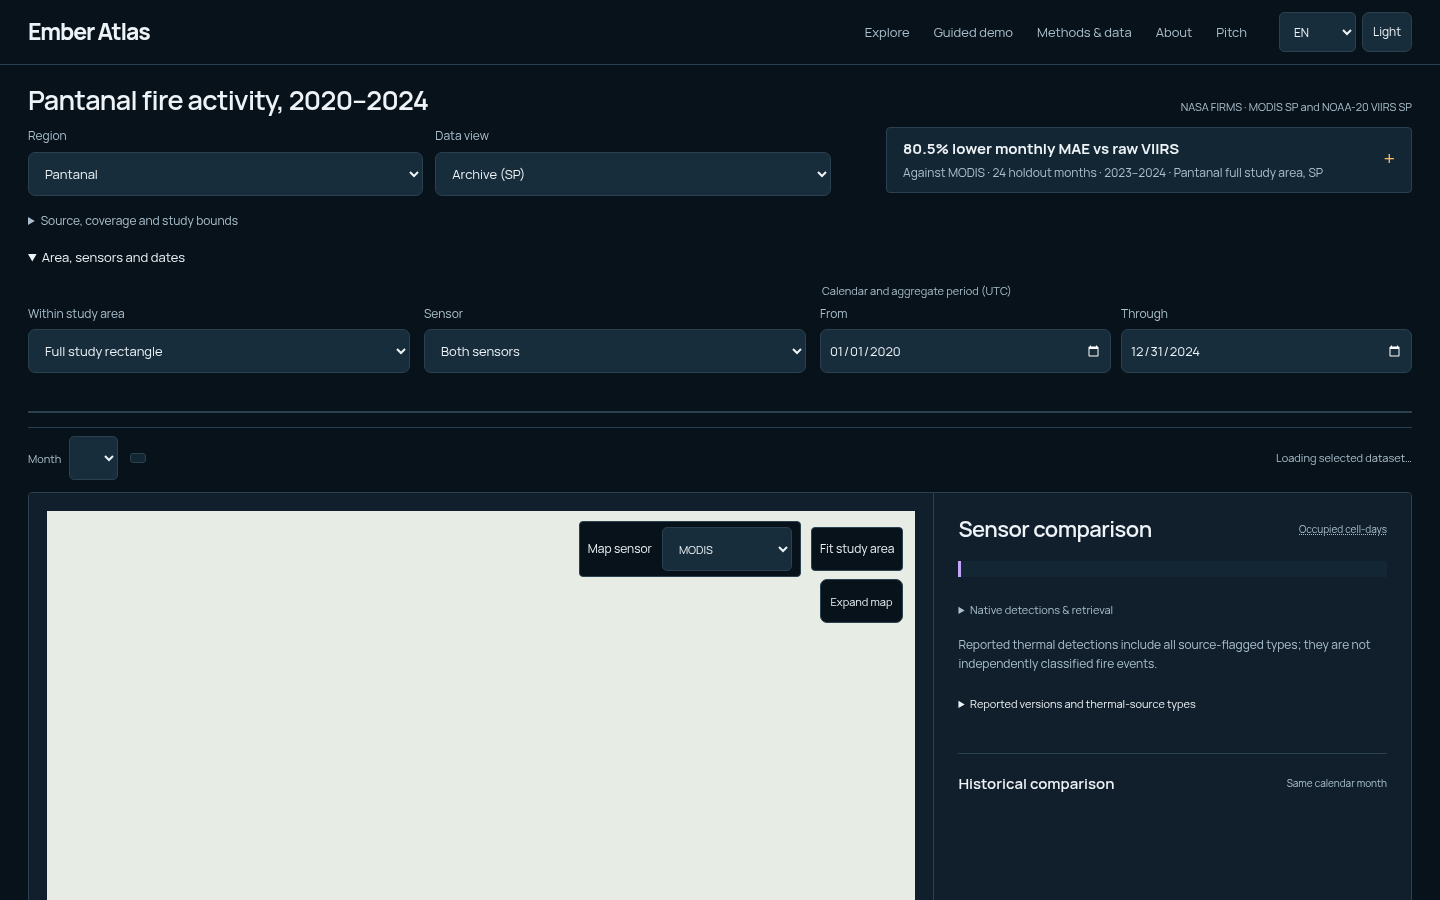 Ember Atlas
Explore
Guided demo
Methods & data
About
Pitch
EN
Light
Pantanal fire activity, 2020–2024
NASA FIRMS · MODIS SP and NOAA-20 VIIRS SP
Region
Data view
Pantanal
Archive (SP)
80.5% lower monthly MAE vs raw VIIRS
+
Against MODIS · 24 holdout months · 2023–2024 · Pantanal full study area, SP
Source, coverage and study bounds
Area, sensors and dates
Calendar and aggregate period (UTC)
Within study area
Sensor
From
Through
Full study rectangle
Both sensors
01/01/2020
12/31/2024
Month
Loading selected dataset…
Map sensor
MODIS
Fit study area
Expand map
Sensor comparison
Occupied cell-days
Native detections & retrieval
Reported thermal detections include all source-flagged types; they are not
independently classified fire events.
Reported versions and thermal-source types
Historical comparison
Same calendar month